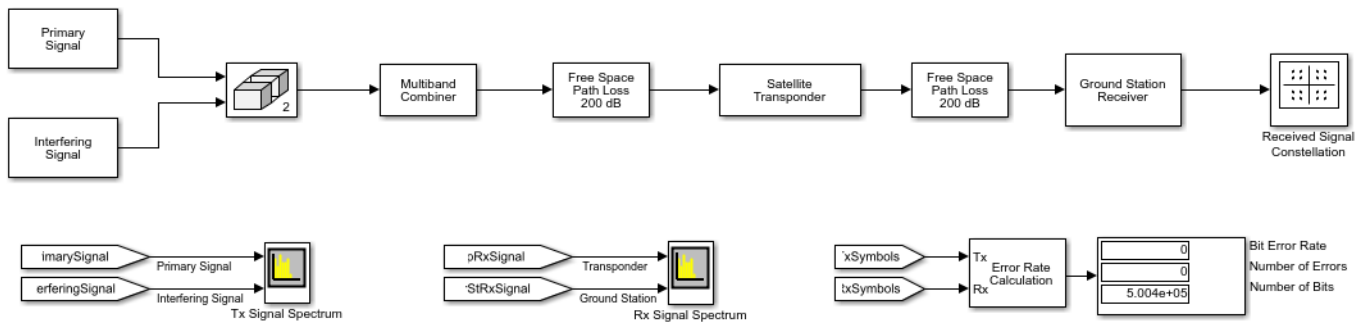 Primary
Signal
Interfering
Signal
2
Multiband
Combiner
Free Space
Path Loss
200 dB
Satellite
Transponder
Free Space
Path Loss
200 dB
Ground Station
Receiver
Received Signal
Constellation
imarySignal
Primary Signal
erferingSignal
Interfering Signal
Tx Signal Spectrum
pRxSignal
Transponder
StRxSignal
Ground Station
Rx Signal Spectrum
xSymbols
Tx
xSymbols
Rx
Error Rate
Calculation
0
Bit Error Rate
0
Number of Errors
5.004e+05
Number of Bits